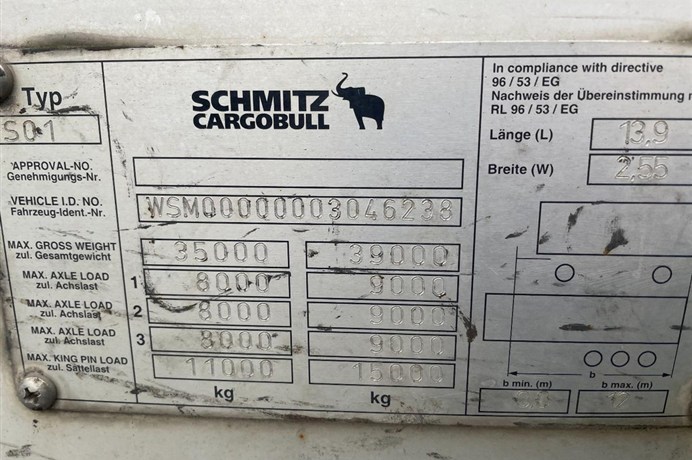 Typ
S01
SCHMITZ
CARGOBULL
APPROVAL-NO.
Genehmigungs-Nr.
VEHICLE I.D. NO.
Fahrzeug-Ident.-Nr.
WSM00000003046238
MAX. GROSS WEIGHT
zul. Gesamtgewicht
35000 39000
MAX. AXLE LOAD
zul. Achslast
1 8000 9000
MAX. AXLE LOAD
zul. Achslast
2 8000 9000
MAX. AXLE LOAD
zul. Achslast
3 8000 9000
MAX. KING PIN LOAD
zul. Sattellast
11000 15000
kg kg
In compliance with directive
96 / 53 / EG
Nachweis der Übereinstimmung
RL 96 / 53 / EG
Länge (L) 13,9
Breite (W) 2,55
b
b min. (m) b max. (m)
12